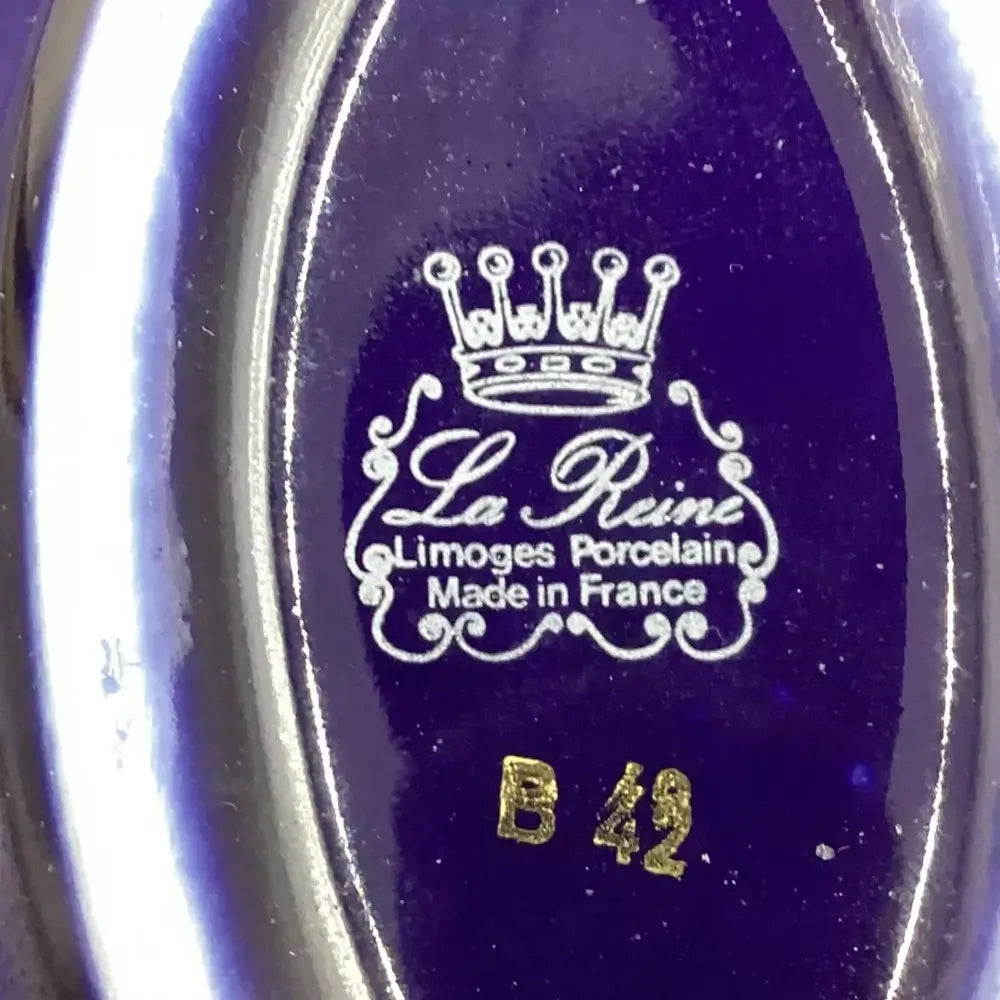 La Reine
Limoges Porcelain
Made in France
B 42